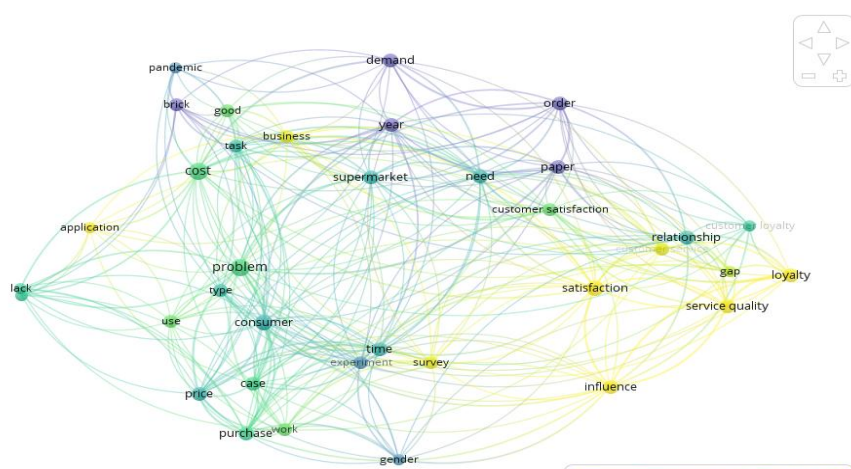 demand
pandemic
brick
order
good
year
business
task
paper
cost
supermarket
need
customer satisfaction
application
customer loyalty
relationship
problem
gap
loyalty
lack
type
satisfaction
service quality
use
consumer
time
experiment
survey
case
influence
price
purchase
work
gender